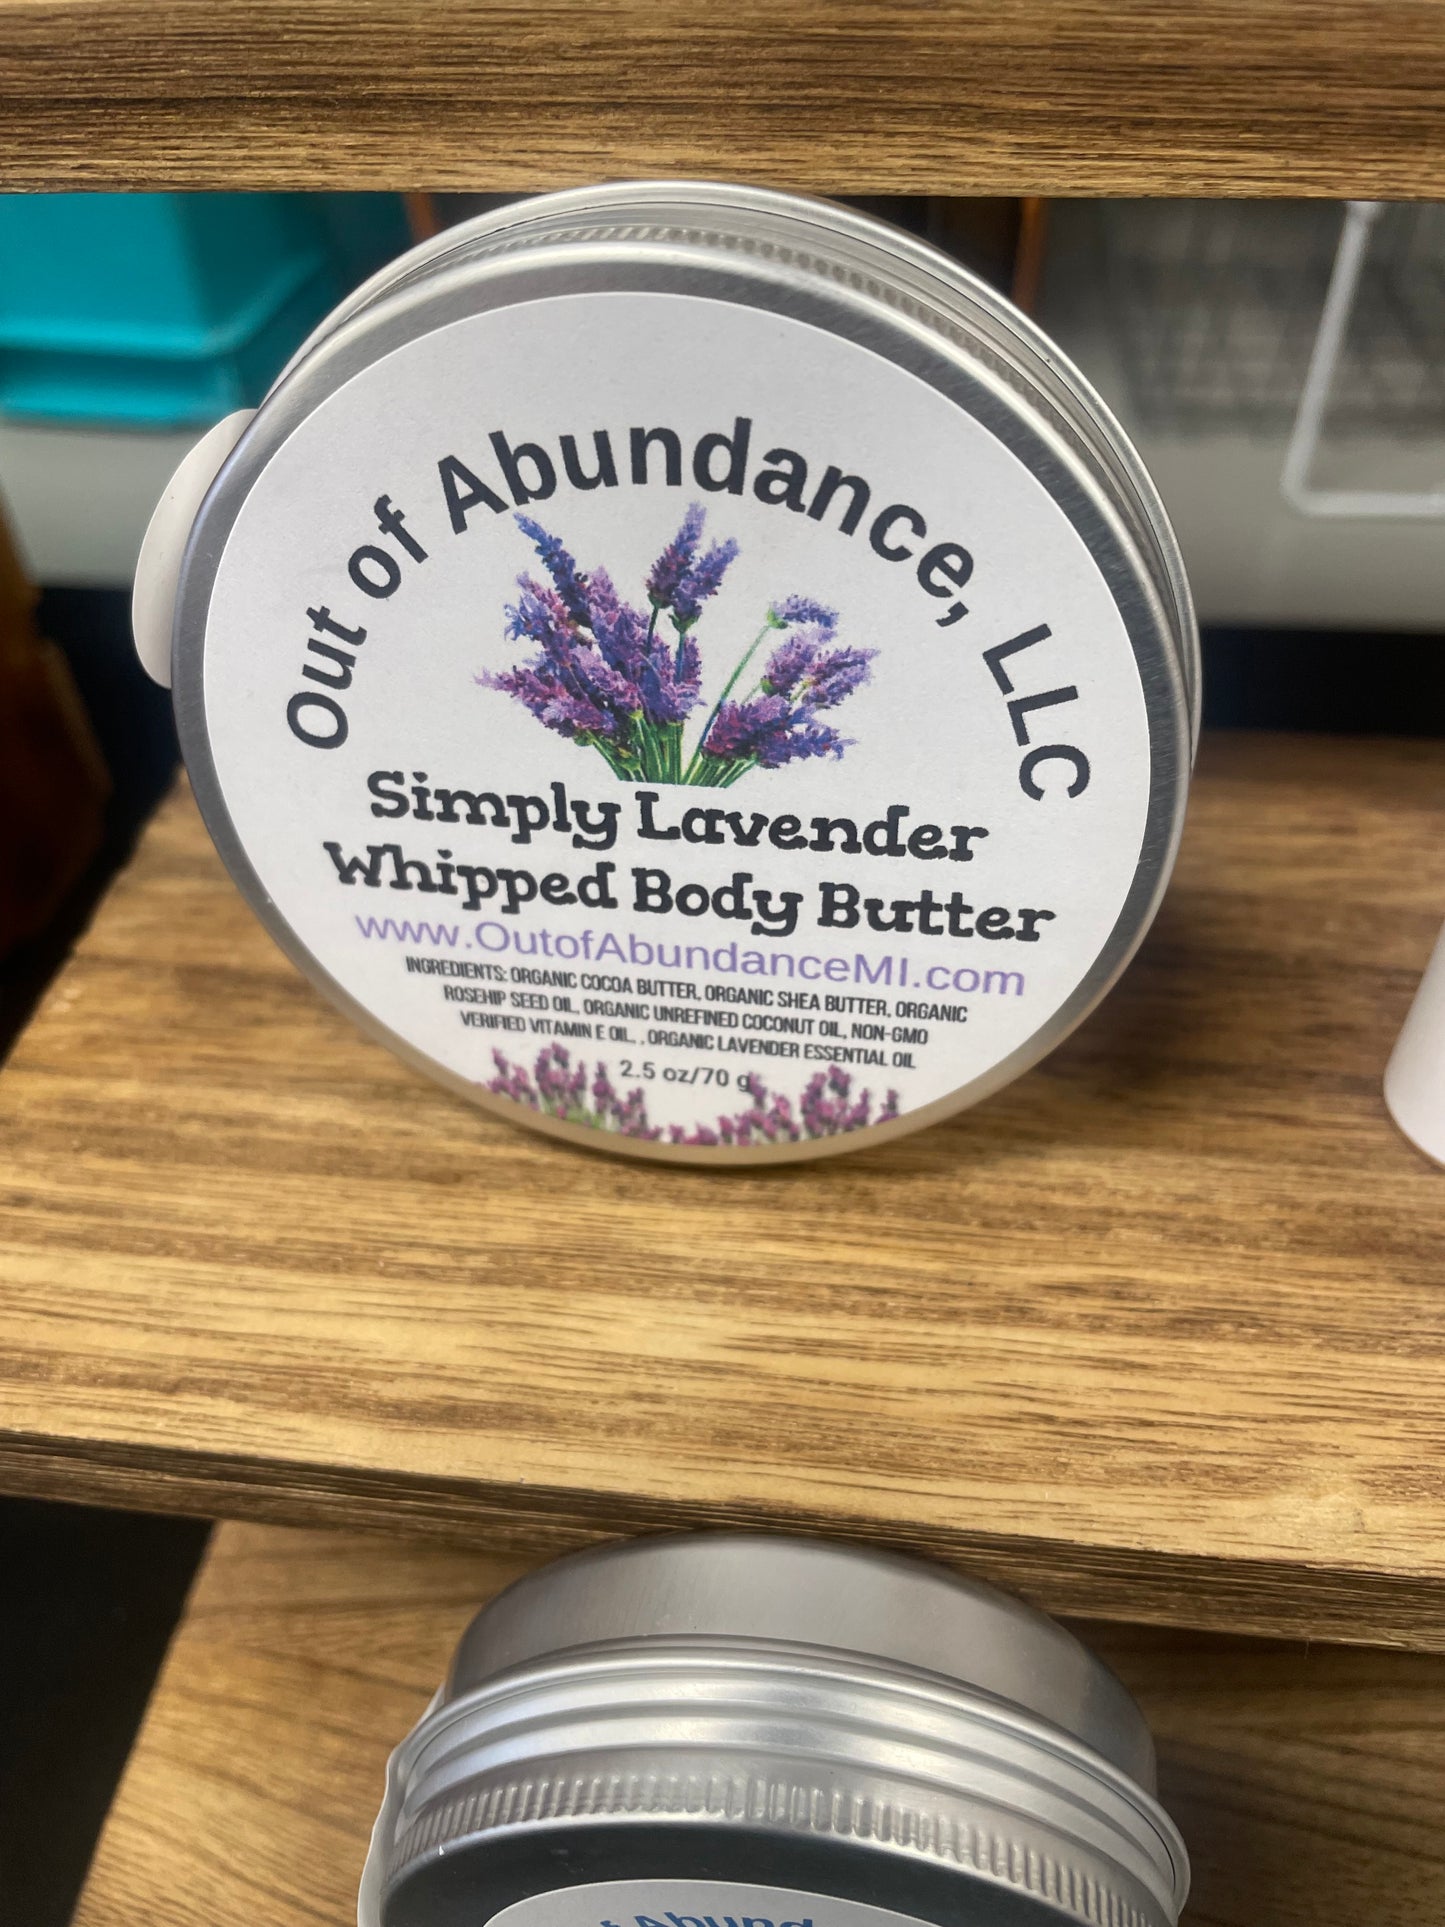 Out of Abundance, LLC
Simply Lavender
Whipped Body Butter
www.OutofAbundanceMI.com
INGREDIENTS: ORGANIC COCOA BUTTER, ORGANIC SHEA BUTTER, ORGANIC
ROSEHIP SEED OIL, ORGANIC UNREFINED COCONUT OIL, NON-GMO
VERIFIED VITAMIN E OIL, , ORGANIC LAVENDER ESSENTIAL OIL
2.5 oz/70 g